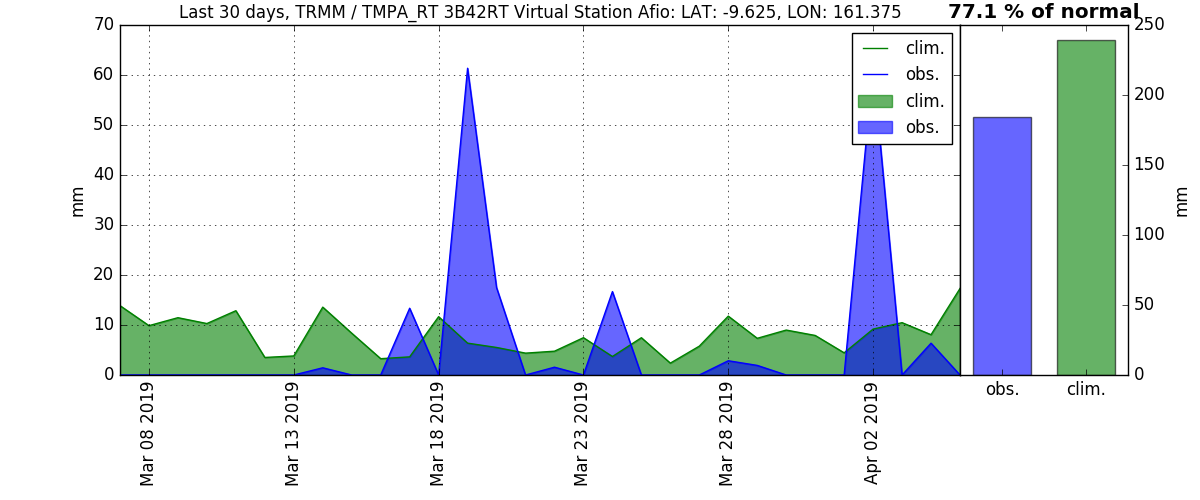 Last 30 days, TRMM / TMPA_RT 3B42RT Virtual Station Afio: LAT: -9.625, LON: 161.375
77.1 % of normal
70
60
50
40
30
20
10
0
mm
clim.
obs.
clim.
obs.
Mar 08 2019
Mar 13 2019
Mar 18 2019
Mar 23 2019
Mar 28 2019
Apr 02 2019
250
200
150
100
50
0
mm
obs.
clim.